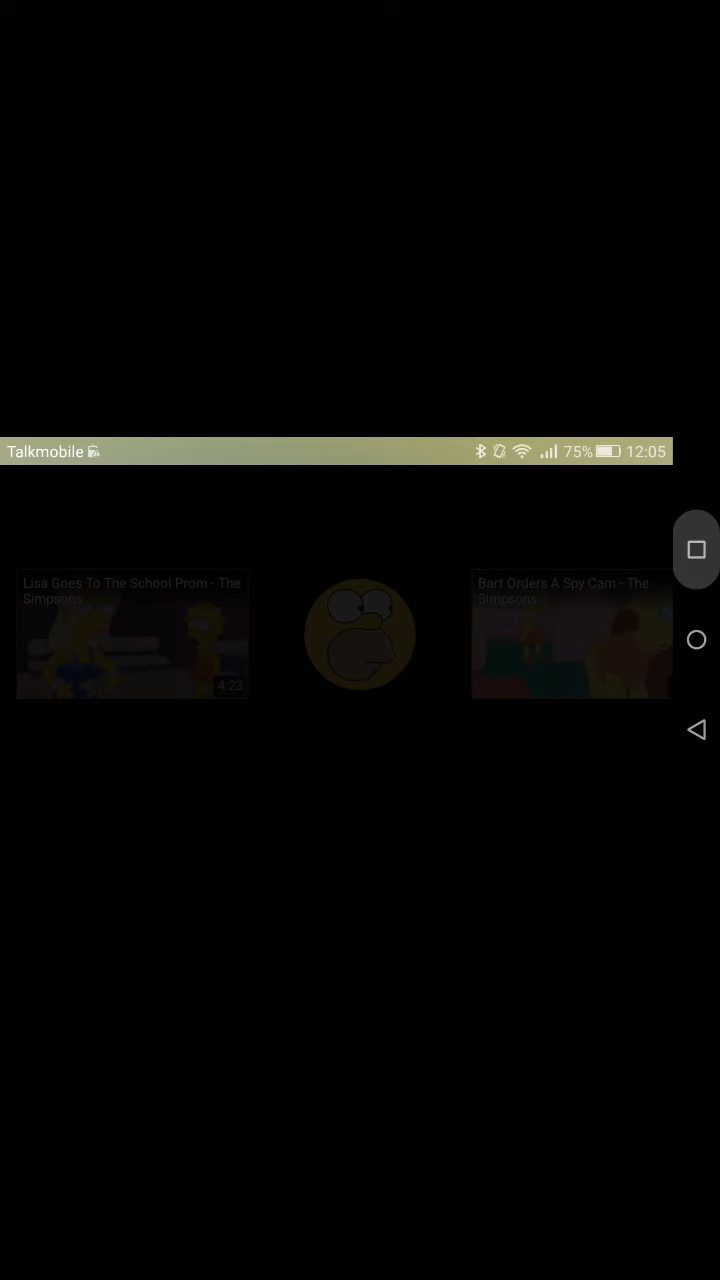 Talkmobile
75% 12:05
Lisa Goes To The School Prom - The
Simpsons
4:23
Bart Orders A Spy Cam - The
Simpsons